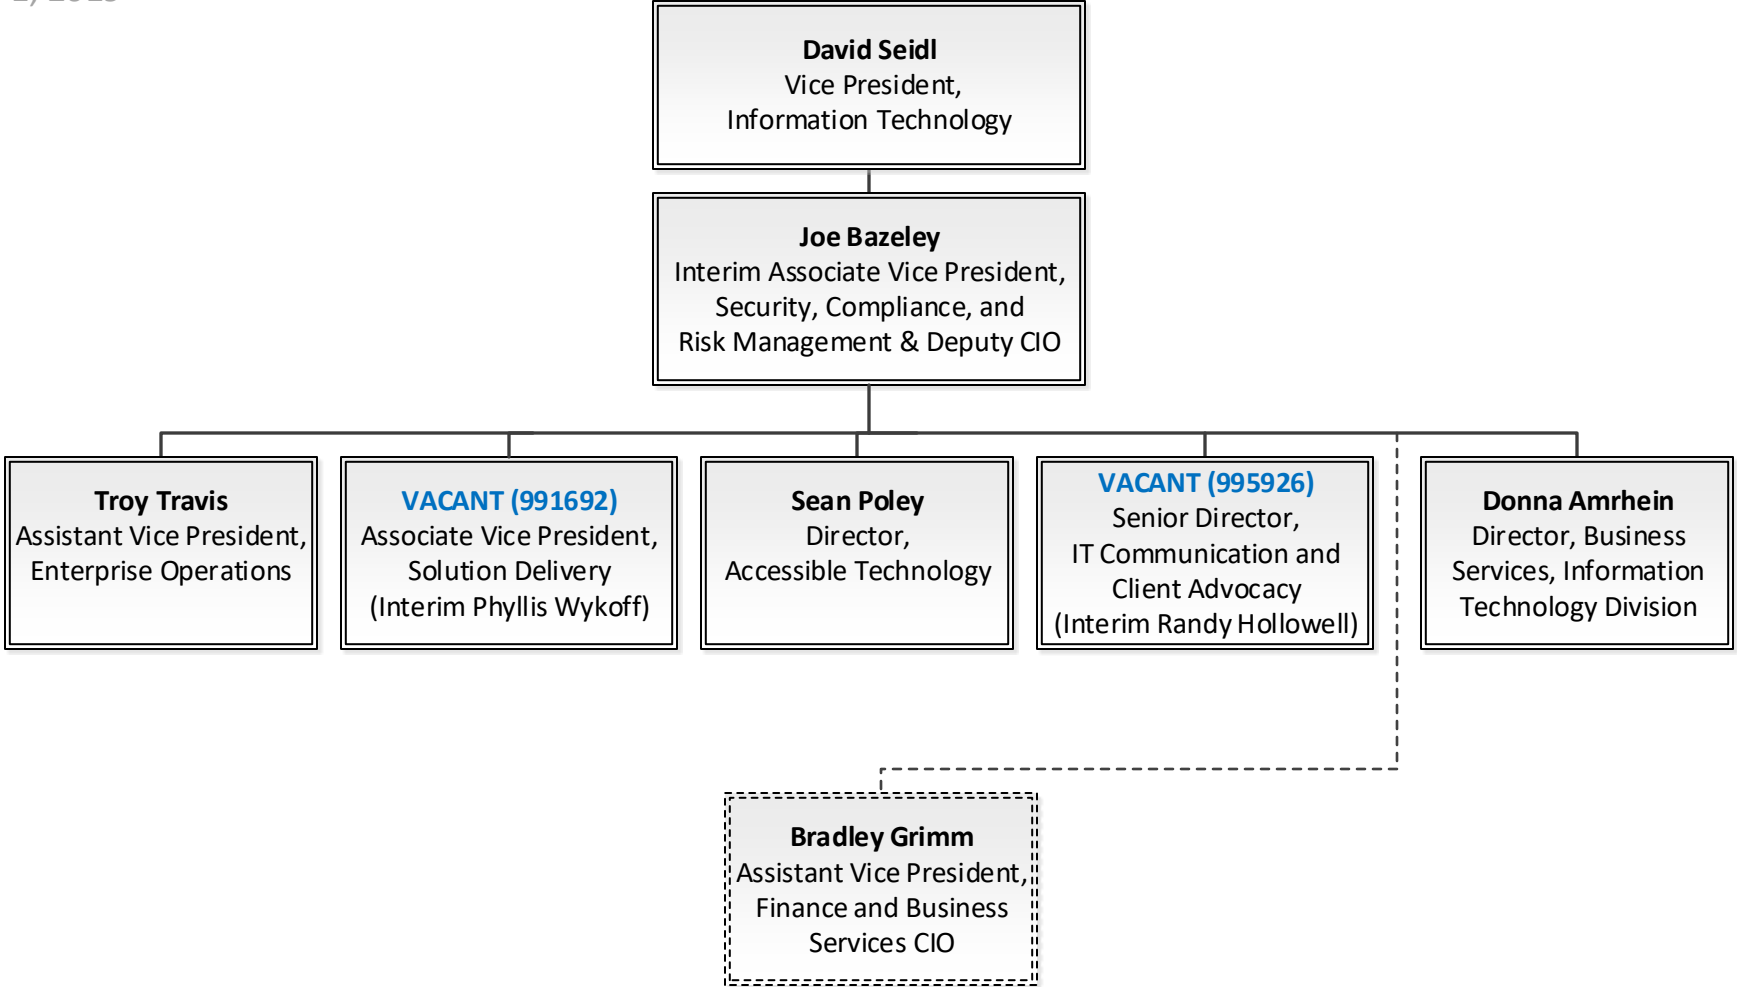 David Seidl
Vice President,
Information Technology
Joe Bazeley
Interim Associate Vice President,
Security, Compliance, and
Risk Management & Deputy CIO
Troy Travis
Assistant Vice President,
Enterprise Operations
VACANT (991692)
Associate Vice President,
Solution Delivery
(Interim Phyllis Wykoff)
Sean Poley
Director,
Accessible Technology
VACANT (995926)
Senior Director,
IT Communication and
Client Advocacy
(Interim Randy Hollowell)
Donna Amrhein
Director, Business
Services, Information
Technology Division
Bradley Grimm
Assistant Vice President,
Finance and Business
Services CIO